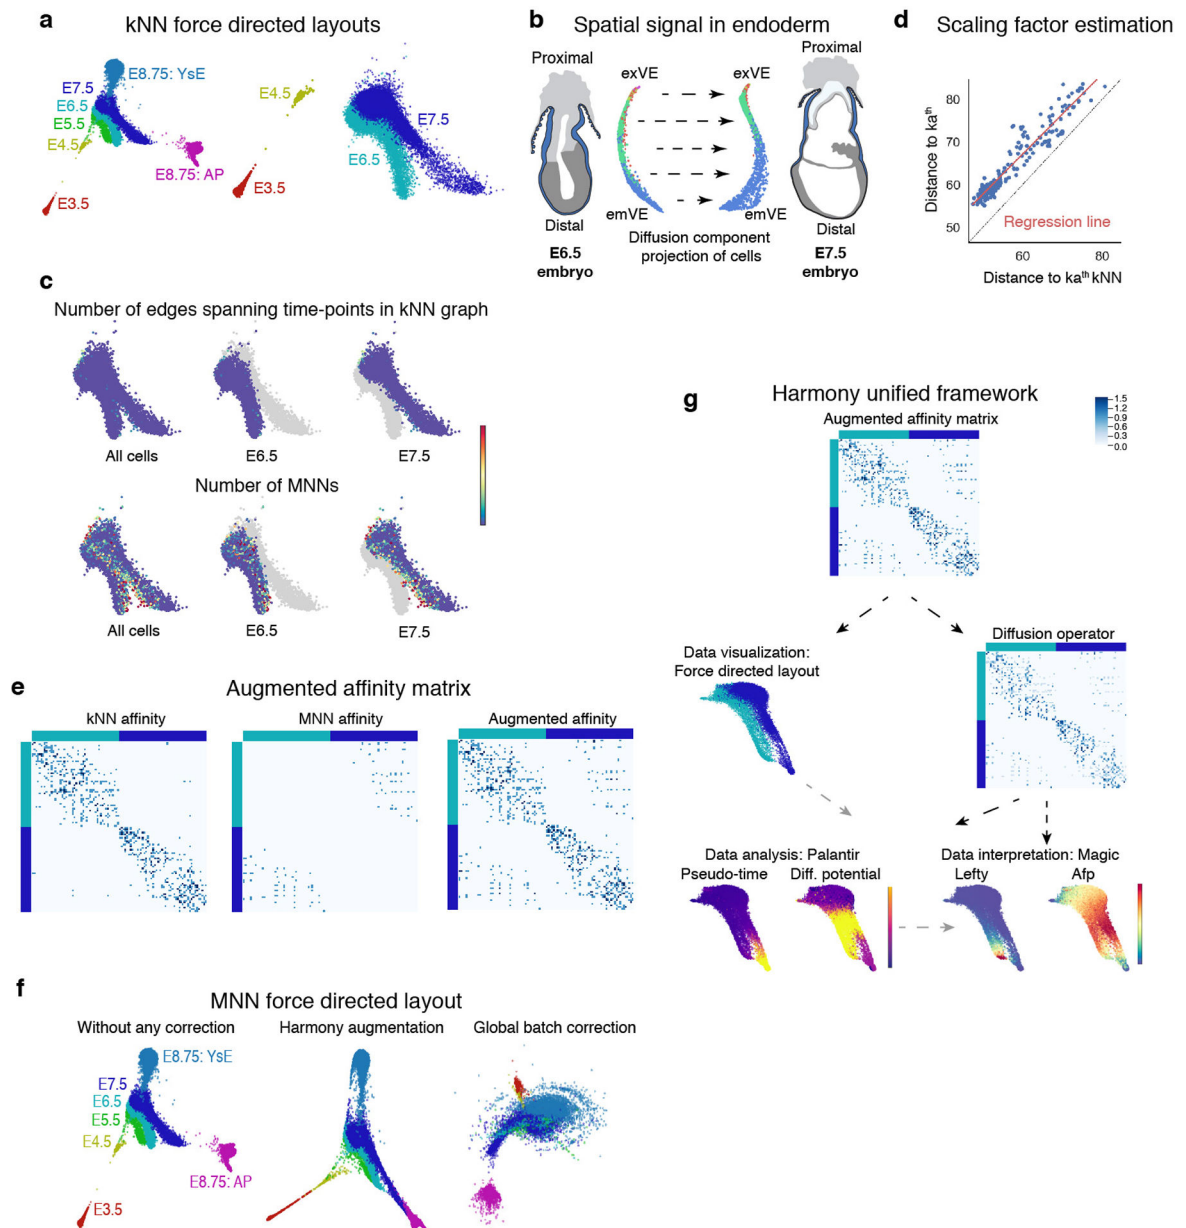 a
kNN force directed layouts
E8.75: YsE
E7.5
E6.5
E5.5
E4.5
E8.75: AP
E3.5
E4.5
E7.5
E6.5
E3.5
b
Spatial signal in endoderm
Proximal
exVE
exVE
Proximal
emVE
emVE
Distal
Distal
E6.5
embryo
Diffusion component
projection of cells
E7.5
embryo
d
Scaling factor estimation
Distance to kaᵗʰ
80
70
60
50
Regression line
60
80
Distance to kaᵗʰ kNN
c
Number of edges spanning time-points in kNN graph
All cells
E6.5
E7.5
Number of MNNs
All cells
E6.5
E7.5
e
Augmented affinity matrix
kNN affinity
MNN affinity
Augmented affinity
f
MNN force directed layout
Without any correction
Harmony augmentation
Global batch correction
E8.75: YsE
E7.5
E6.5
E5.5
E4.5
E8.75: AP
E3.5
g
Harmony unified framework
Augmented affinity matrix
1.5
1.2
0.9
0.6
0.3
0.0
Data visualization:
Force directed layout
Diffusion operator
Data analysis: Palantir
Pseudo-time
Diff. potential
Data interpretation: Magic
Lefty
Afp